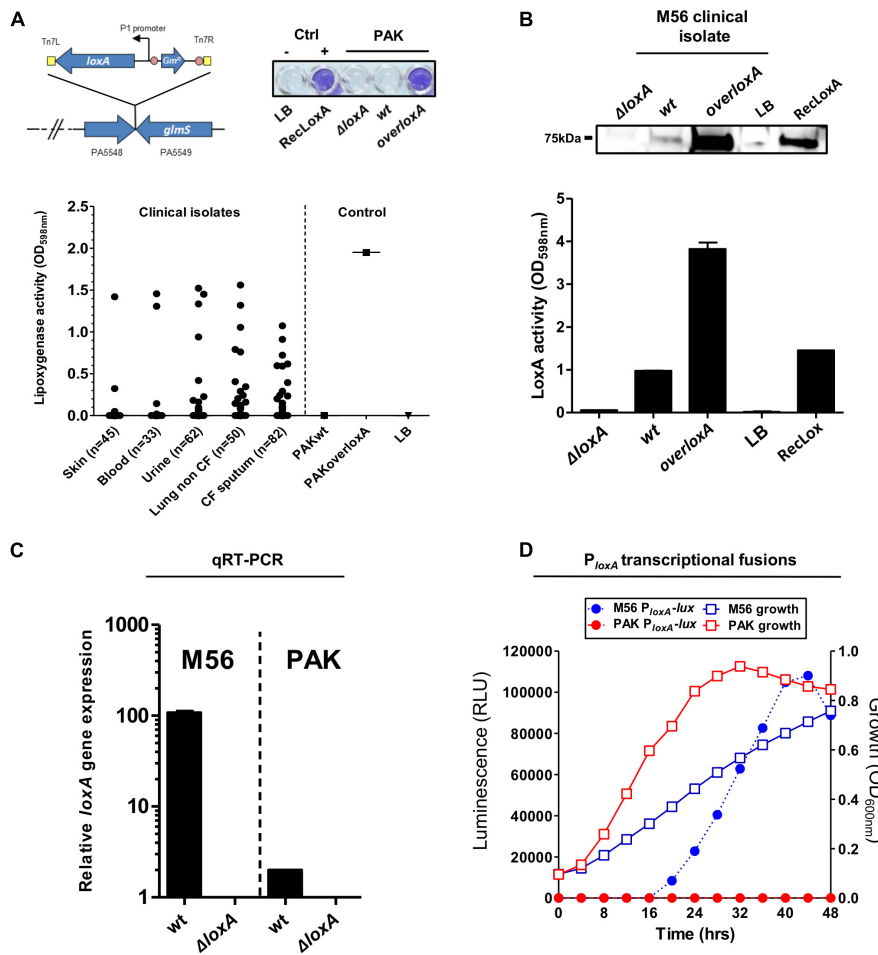 A
P1 promoter
Tn7L
Tn7R
loxA
Gmᴿ
glmS
PA5548
PA5549
Ctrl
PAK
-
+
LB
RecLoxA
ΔloxA
wt
overloxA
Lipoxygenase activity (OD598nm)
2.5
2.0
1.5
1.0
0.5
0.0
Clinical isolates
Control
Skin (n=45)
Blood (n=33)
Urine (n=62)
Lung non CF (n=50)
CF sputum (n=82)
PAKwt
PAKoverloxA
LB
B
M56 clinical
isolate
ΔloxA
wt
overloxA
LB
RecLoxA
75kDa
LoxA activity (OD598nm)
5
4
3
2
1
0
ΔloxA
wt
overloxA
LB
RecLox
C
qRT-PCR
Relative loxA gene expression
1000
100
10
1
M56
PAK
wt
ΔloxA
wt
ΔloxA
D
PloxA transcriptional fusions
M56 PloxA-lux
M56 growth
PAK PloxA-lux
PAK growth
Luminescence (RLU)
120000
100000
80000
60000
40000
20000
0
1.0
0.8
0.6
0.4
0.2
0.0
Growth (OD600nm)
0
8
16
24
32
40
48
Time (hrs)